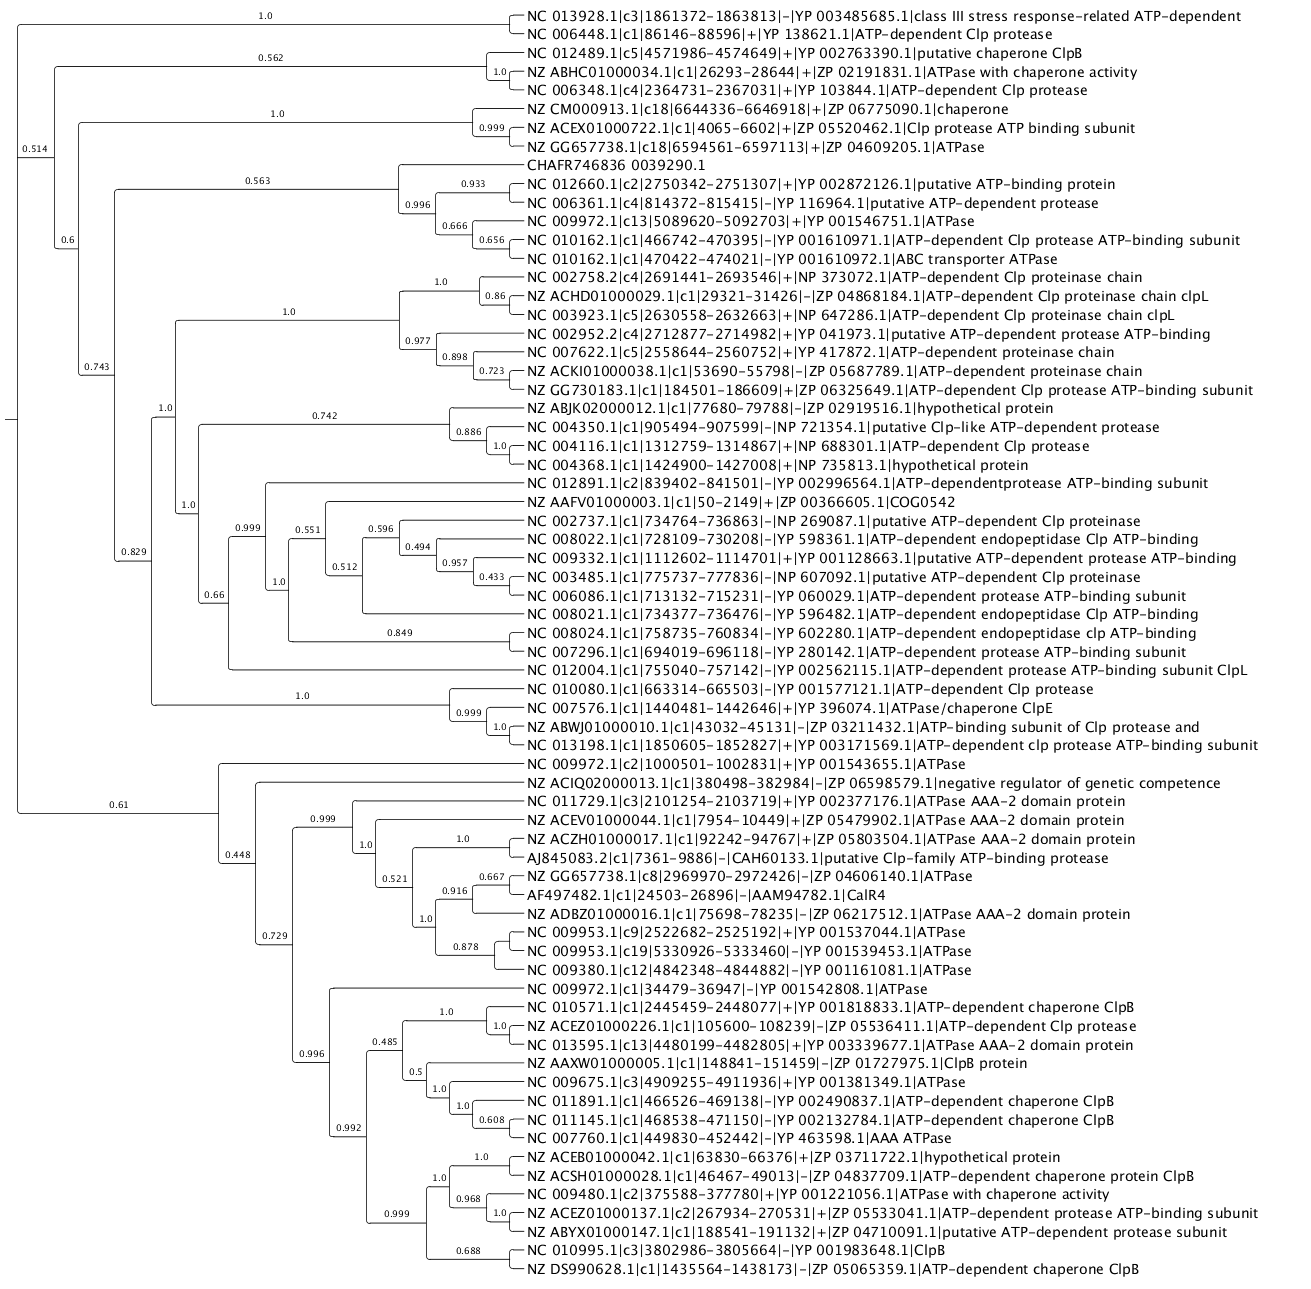 1.0
NC 013928.1|c3|1861372-1863813|-|YP 003485685.1|class III stress response-related ATP-dependent
NC 006448.1|c1|86146-88596|+|YP 138621.1|ATP-dependent Clp protease
0.562
NC 012489.1|c5|4571986-4574649|+|YP 002763390.1|putative chaperone ClpB
1.0
NZ ABHC01000034.1|c1|26293-28644|+|ZP 02191831.1|ATPase with chaperone activity
NC 006348.1|c4|2364731-2367031|+|YP 103844.1|ATP-dependent Clp protease
1.0
NZ CM000913.1|c18|6644336-6646918|+|ZP 06775090.1|chaperone
0.999
NZ ACEX01000722.1|c1|4065-6602|+|ZP 05520462.1|Clp protease ATP binding subunit
0.514
NZ GG657738.1|c18|6594561-6597113|+|ZP 04609205.1|ATPase
CHAFR746836 0039290.1
0.563
0.933
NC 012660.1|c2|2750342-2751307|+|YP 002872126.1|putative ATP-binding protein
0.996
NC 006361.1|c4|814372-815415|-|YP 116964.1|putative ATP-dependent protease
0.666
NC 009972.1|c13|5089620-5092703|+|YP 001546751.1|ATPase
0.6
0.656
NC 010162.1|c1|466742-470395|-|YP 001610971.1|ATP-dependent Clp protease ATP-binding subunit
NC 010162.1|c1|470422-474021|-|YP 001610972.1|ABC transporter ATPase
1.0
NC 002758.2|c4|2691441-2693546|+|NP 373072.1|ATP-dependent Clp proteinase chain
0.86
NZ ACHD01000029.1|c1|29321-31426|-|ZP 04868184.1|ATP-dependent Clp proteinase chain clpL
1.0
NC 003923.1|c5|2630558-2632663|+|NP 647286.1|ATP-dependent Clp proteinase chain clpL
0.977
NC 002952.2|c4|2712877-2714982|+|YP 041973.1|putative ATP-dependent protease ATP-binding
0.898
NC 007622.1|c5|2558644-2560752|+|YP 417872.1|ATP-dependent proteinase chain
0.743
0.723
NZ ACKI01000038.1|c1|53690-55798|-|ZP 05687789.1|ATP-dependent proteinase chain
NZ GG730183.1|c1|184501-186609|+|ZP 06325649.1|ATP-dependent Clp protease ATP-binding subunit
1.0
NZ ABJK02000012.1|c1|77680-79788|-|ZP 02919516.1|hypothetical protein
0.742
0.886
NC 004350.1|c1|905494-907599|-|NP 721354.1|putative Clp-like ATP-dependent protease
1.0
NC 004116.1|c1|1312759-1314867|+|NP 688301.1|ATP-dependent Clp protease
NC 004368.1|c1|1424900-1427008|+|NP 735813.1|hypothetical protein
NC 012891.1|c2|839402-841501|-|YP 002996564.1|ATP-dependentprotease ATP-binding subunit
1.0
NZ AAFV01000003.1|c1|50-2149|+|ZP 00366605.1|COG0542
0.999
0.551
0.596
NC 002737.1|c1|734764-736863|-|NP 269087.1|putative ATP-dependent Clp proteinase
0.829
0.494
NC 008022.1|c1|728109-730208|-|YP 598361.1|ATP-dependent endopeptidase Clp ATP-binding
0.957
NC 009332.1|c1|1112602-1114701|+|YP 001128663.1|putative ATP-dependent protease ATP-binding
1.0
0.512
0.433
NC 003485.1|c1|775737-777836|-|NP 607092.1|putative ATP-dependent Clp proteinase
0.66
NC 006086.1|c1|713132-715231|-|YP 060029.1|ATP-dependent protease ATP-binding subunit
NC 008021.1|c1|734377-736476|-|YP 596482.1|ATP-dependent endopeptidase Clp ATP-binding
0.849
NC 008024.1|c1|758735-760834|-|YP 602280.1|ATP-dependent endopeptidase clp ATP-binding
NC 007296.1|c1|694019-696118|-|YP 280142.1|ATP-dependent protease ATP-binding subunit
NC 012004.1|c1|755040-757142|-|YP 002562115.1|ATP-dependent protease ATP-binding subunit ClpL
1.0
NC 010080.1|c1|663314-665503|-|YP 001577121.1|ATP-dependent Clp protease
0.999
NC 007576.1|c1|1440481-1442646|+|YP 396074.1|ATPase/chaperone ClpE
1.0
NZ ABWJ01000010.1|c1|43032-45131|-|ZP 03211432.1|ATP-binding subunit of Clp protease and
NC 013198.1|c1|1850605-1852827|+|YP 003171569.1|ATP-dependent clp protease ATP-binding subunit
NC 009972.1|c2|1000501-1002831|+|YP 001543655.1|ATPase
NZ ACIQ02000013.1|c1|380498-382984|-|ZP 06598579.1|negative regulator of genetic competence
0.61
NC 011729.1|c3|2101254-2103719|+|YP 002377176.1|ATPase AAA-2 domain protein
0.999
NZ ACEV01000044.1|c1|7954-10449|+|ZP 05479902.1|ATPase AAA-2 domain protein
1.0
1.0
NZ ACZH01000017.1|c1|92242-94767|+|ZP 05803504.1|ATPase AAA-2 domain protein
0.448
AJ845083.2|c1|7361-9886|-|CAH60133.1|putative Clp-family ATP-binding protease
0.521
0.667
NZ GG657738.1|c8|2969970-2972426|-|ZP 04606140.1|ATPase
0.916
AF497482.1|c1|24503-26896|-|AAM94782.1|CalR4
1.0
NZ ADBZ01000016.1|c1|75698-78235|-|ZP 06217512.1|ATPase AAA-2 domain protein
0.729
NC 009953.1|c9|2522682-2525192|+|YP 001537044.1|ATPase
0.878
NC 009953.1|c19|5330926-5333460|-|YP 001539453.1|ATPase
NC 009380.1|c12|4842348-4844882|-|YP 001161081.1|ATPase
NC 009972.1|c1|34479-36947|-|YP 001542808.1|ATPase
1.0
NC 010571.1|c1|2445459-2448077|+|YP 001818833.1|ATP-dependent chaperone ClpB
1.0
NZ ACEZ01000226.1|c1|105600-108239|-|ZP 05536411.1|ATP-dependent Clp protease
0.485
NC 013595.1|c13|4480199-4482805|+|YP 003339677.1|ATPase AAA-2 domain protein
0.996
0.5
NZ AAXW01000005.1|c1|148841-151459|-|ZP 01727975.1|ClpB protein
1.0
NC 009675.1|c3|4909255-4911936|+|YP 001381349.1|ATPase
1.0
NC 011891.1|c1|466526-469138|-|YP 002490837.1|ATP-dependent chaperone ClpB
0.608
NC 011145.1|c1|468538-471150|-|YP 002132784.1|ATP-dependent chaperone ClpB
0.992
NC 007760.1|c1|449830-452442|-|YP 463598.1|AAA ATPase
1.0
NZ ACEB01000042.1|c1|63830-66376|+|ZP 03711722.1|hypothetical protein
1.0
NZ ACSH01000028.1|c1|46467-49013|-|ZP 04837709.1|ATP-dependent chaperone protein ClpB
0.968
NC 009480.1|c2|375588-377780|+|YP 001221056.1|ATPase with chaperone activity
0.999
1.0
NZ ACEZ01000137.1|c2|267934-270531|+|ZP 05533041.1|ATP-dependent protease ATP-binding subunit
NZ ABYX01000147.1|c1|188541-191132|+|ZP 04710091.1|putative ATP-dependent protease subunit
0.688
NC 010995.1|c3|3802986-3805664|-|YP 001983648.1|ClpB
NZ DS990628.1|c1|1435564-1438173|-|ZP 05065359.1|ATP-dependent chaperone ClpB